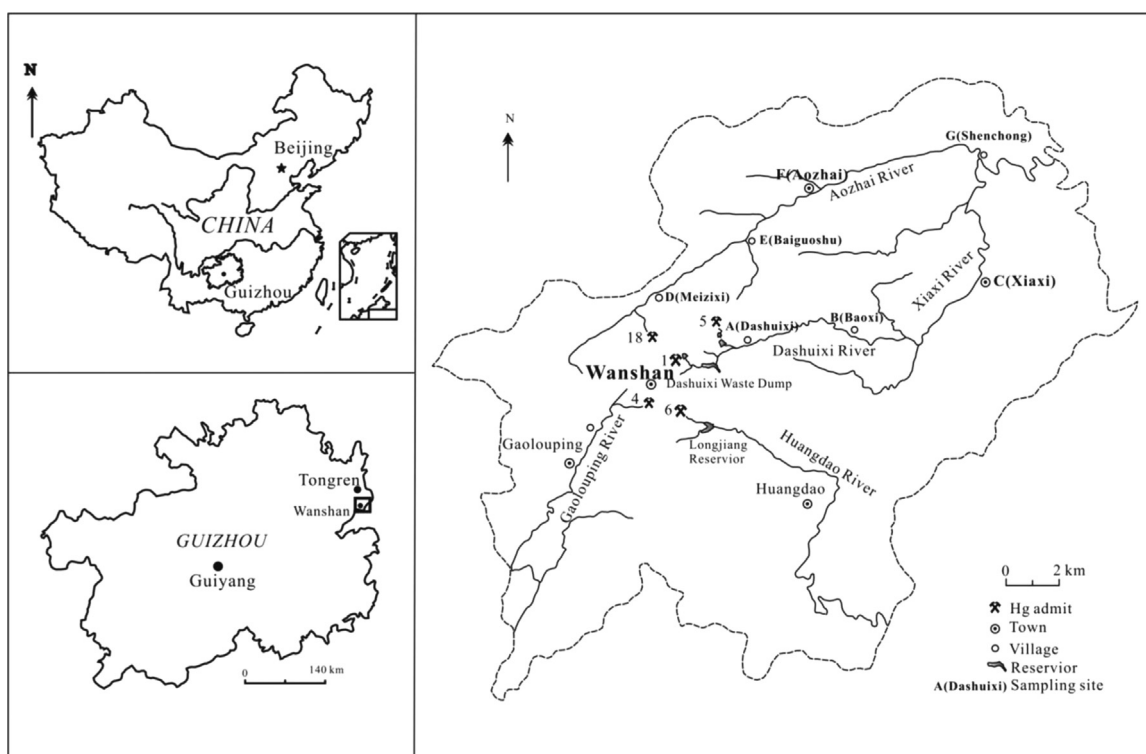 N
Beijing
CHINA
Guizhou
Tongren
Wanshan
GUIZHOU
Guiyang
0 140 km
N
G(Shenchong)
F(Aozhai)
Aozhai River
E(Baiguoshu)
Xiaxi River
C(Xiaxi)
D(Meizixi)
5
A(Dashuixi)
B(Baoxi)
18
Dashuixi River
1
Wanshan
Dashuixi Waste Dump
4
6
Gaolouping
Gaolouping River
Longjiang
Reservior
Huangdao River
Huangdao
0 2 km
Hg admit
Town
Village
Reservior
A(Dashuixi) Sampling site